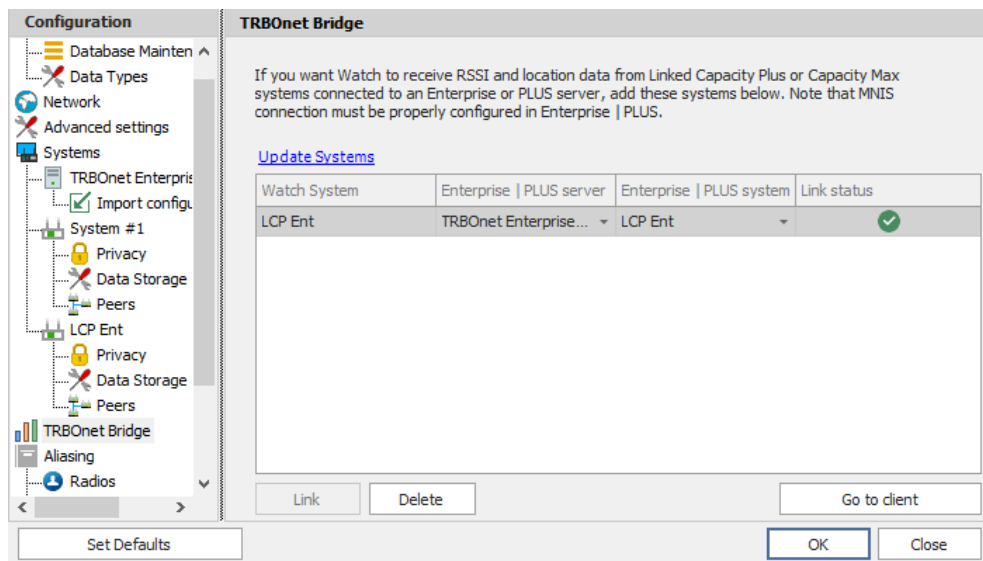 Configuration
Database Mainten
Data Types
Network
Advanced settings
Systems
TRBOnet Enterpris
Import configu
System #1
Privacy
Data Storage
Peers
LCP Ent
Privacy
Data Storage
Peers
TRBOnet Bridge
Aliasing
Radios
Set Defaults
TRBOnet Bridge
If you want Watch to receive RSSI and location data from Linked Capacity Plus or Capacity Max
systems connected to an Enterprise or PLUS server, add these systems below. Note that MNIS
connection must be properly configured in Enterprise | PLUS.
Update Systems
Watch System Enterprise | PLUS server Enterprise | PLUS system Link status
LCP Ent TRBOnet Enterprise... LCP Ent
Link Delete Go to client
OK Close